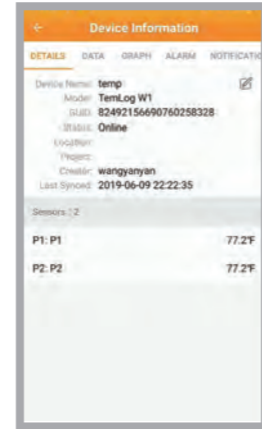 ← Device Information
DETAILS DATA GRAPH ALARM NOTIFICATIO
Device Name: temp
Model: TemLog W1
GUID: 82492156690760258328
Status: Online
Location:
Project:
Creator: wangyanyan
Last Synced: 2019-06-09 22:22:35
Sensors: 2
P1: P1 77.2℉
P2: P2 77.2℉